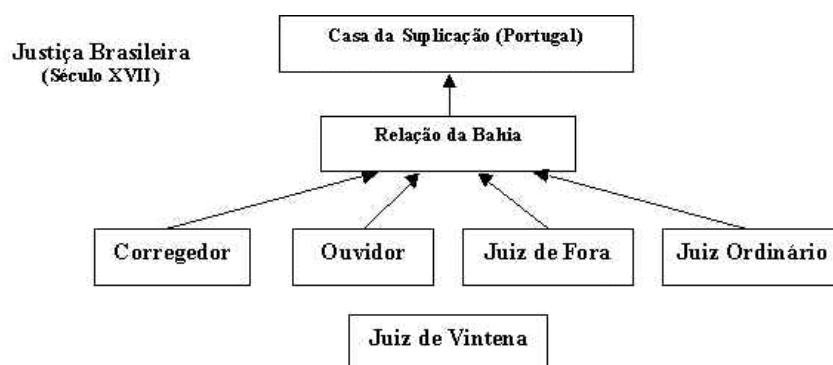 Justiça Brasileira
(Século XVII)
Casa da Suplicação (Portugal)
Relação da Bahia
Corregedor
Ouvidor
Juiz de Fora
Juiz Ordinário
Juiz de Vintena